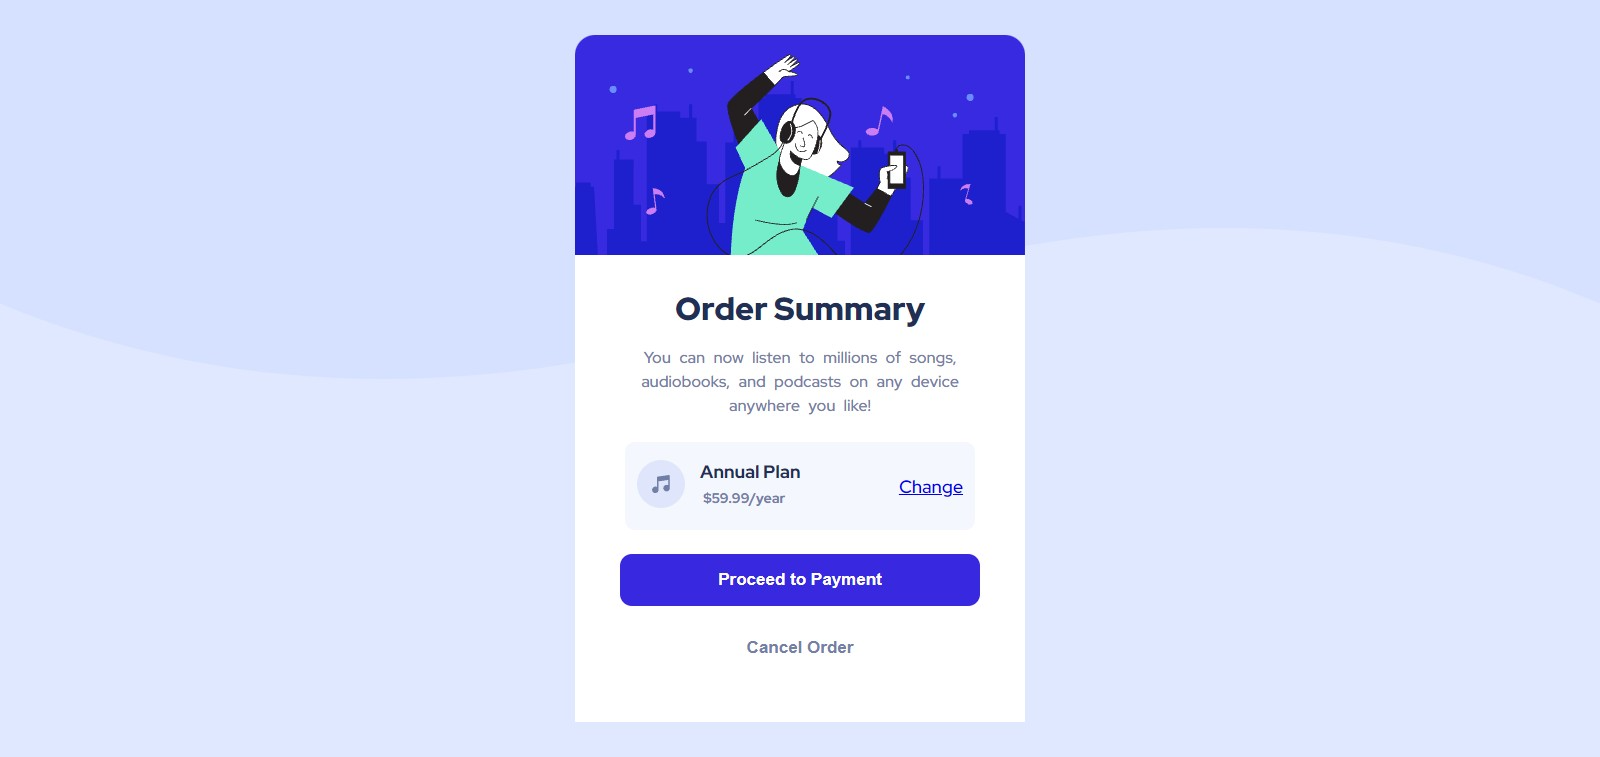 Order Summary
You can now listen to millions of songs,
audiobooks, and podcasts on any device
anywhere you like!
Annual Plan
$59.99/year
Change
Proceed to Payment
Cancel Order